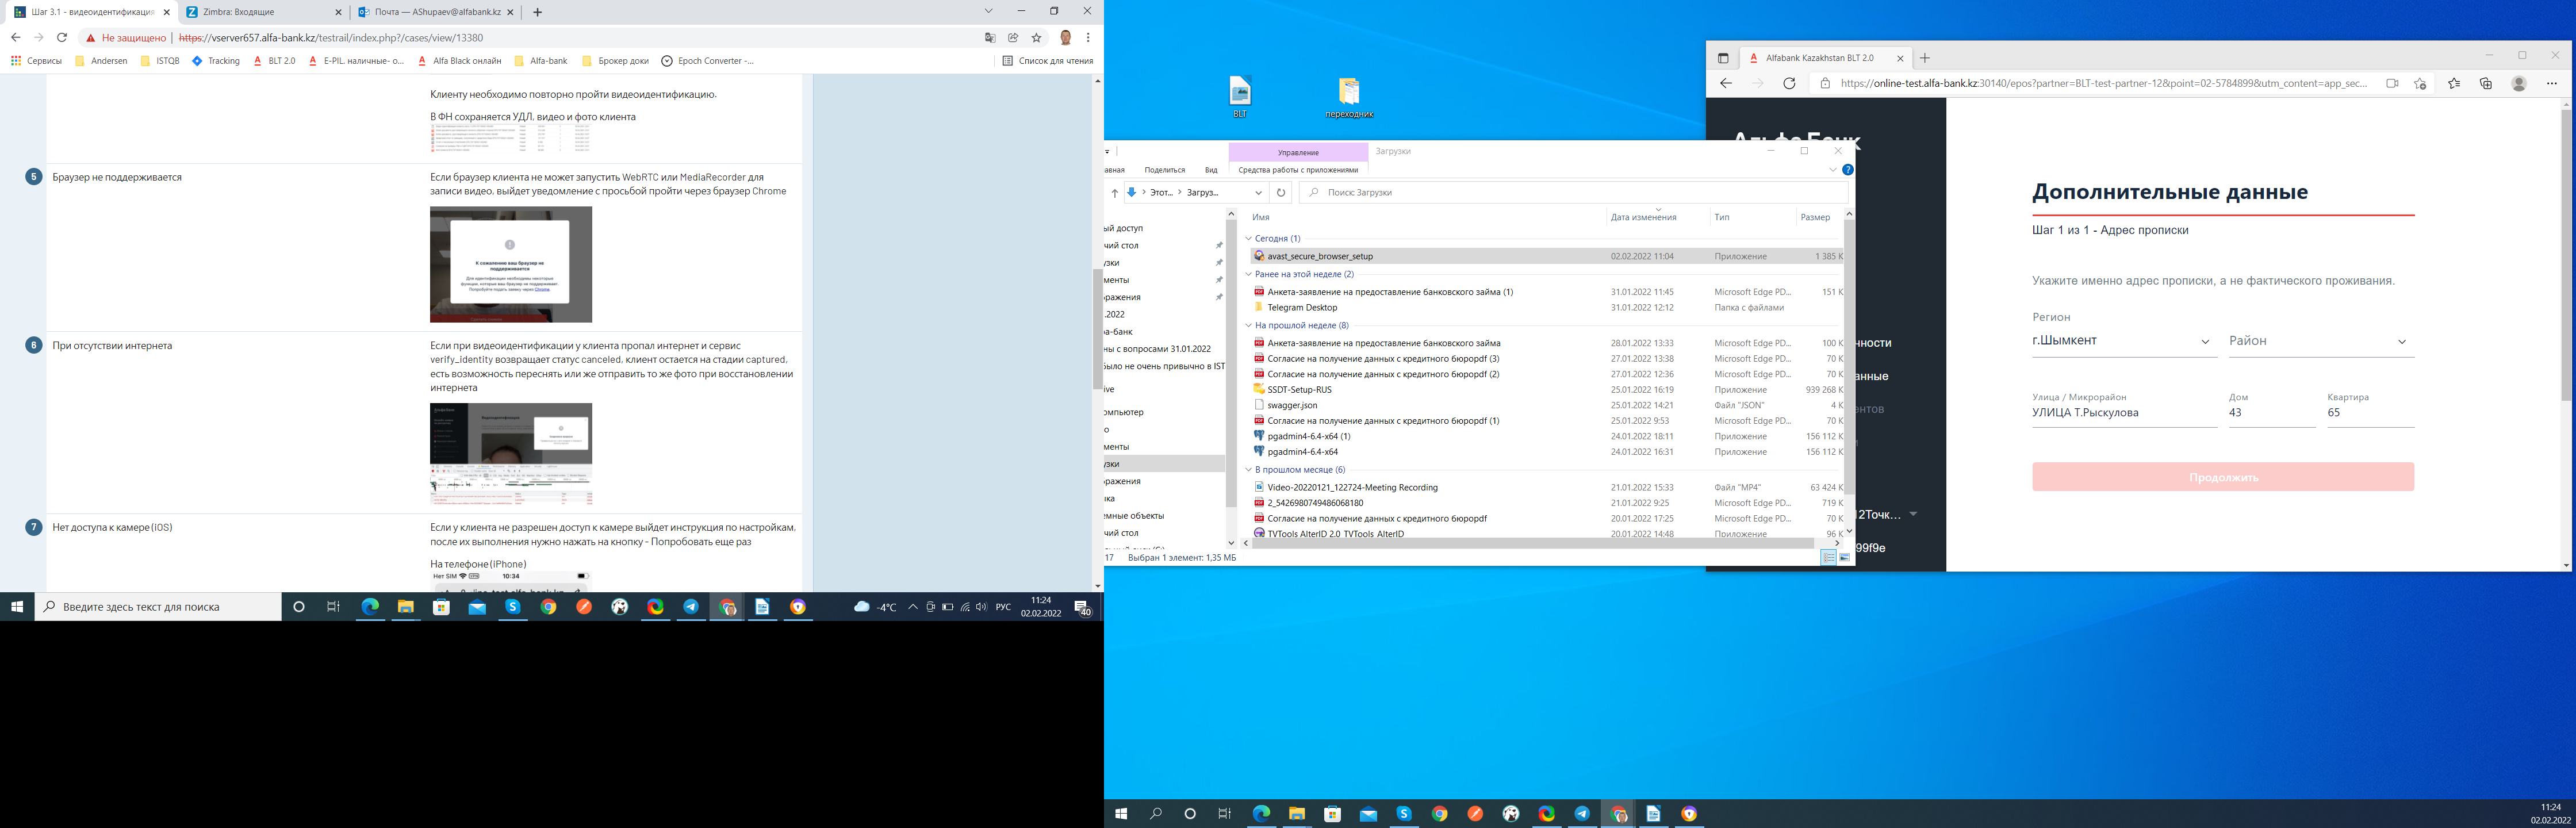 Шаг 3.1 - видеоидентификация
Zimbra: Входящие
Почта — AShupaev@alfabank.kz
Не защищено
https://vserver657.alfa-bank.kz/testrail/index.php?/cases/view/13380
Сервисы
Andersen
ISTQB
Tracking
BLT 2.0
E-PIL. наличные- о...
Alfa Black онлайн
Alfa-bank
Брокер доки
Epoch Converter -...
Список для чтения
Клиенту необходимо повторно пройти видеоидентификацию.
В ФН сохраняется УДЛ, видео и фото клиента
5
Браузер не поддерживается
Если браузер клиента не может запустить WebRTC или MediaRecorder для
записи видео, выйдет уведомление с просьбой пройти через браузер Chrome
К сожалению ваш браузер не
поддерживается
Для идентификации необходимы некоторые
функции, которые ваш браузер не поддерживает.
Попробуйте подать заявку через Chrome
6
При отсутствии интернета
Если при видеоидентификации у клиента пропал интернет и сервис
verify_identity возвращает статус canceled, клиент остается на стадии captured,
есть возможность переснять или же отправить то же фото при восстановлении
интернета
7
Нет доступа к камере (iOS)
Если у клиента не разрешен доступ к камере выйдет инструкция по настройкам,
после их выполнения нужно нажать на кнопку - Попробовать еще раз
На телефоне (iPhone)
Нет SIM
10:34
Введите здесь текст для поиска
-4°C
РУС
11:24
02.02.2022
40
BLT
переходник
Управление
Загрузки
авная
Поделиться
Вид
Средства работы с приложениями
Этот...
Загруз...
Поиск: Загрузки
ый доступ
чий стол
узки
менты
ражения
.2022
фа-банк
ны с вопросами 31.01.2022
было не очень привычно в IST
ive
омпьютер
о
менты
узки
ражения
ка
емные объекты
чий стол
Имя
Дата изменения
Тип
Размер
Сегодня (1)
avast_secure_browser_setup 02.02.2022 11:04 Приложение 1 385 К
Ранее на этой неделе (2)
Анкета-заявление на предоставление банковского займа (1) 31.01.2022 11:45 Microsoft Edge PD... 151 К
Telegram Desktop 31.01.2022 12:12 Папка с файлами
На прошлой неделе (8)
Анкета-заявление на предоставление банковского займа 28.01.2022 13:33 Microsoft Edge PD... 100 К
Согласие на получение данных с кредитного бюроpdf (3) 27.01.2022 13:38 Microsoft Edge PD... 70 К
Согласие на получение данных с кредитного бюроpdf (2) 27.01.2022 12:36 Microsoft Edge PD... 70 К
SSDT-Setup-RUS 25.01.2022 16:19 Приложение 939 268 К
swagger.json 25.01.2022 14:21 Файл "JSON" 4 К
Согласие на получение данных с кредитного бюроpdf (1) 25.01.2022 9:53 Microsoft Edge PD... 70 К
pgadmin4-6.4-x64 (1) 24.01.2022 18:11 Приложение 156 112 К
pgadmin4-6.4-x64 24.01.2022 16:31 Приложение 156 112 К
В прошлом месяце (6)
Video-20220121_122724-Meeting Recording 21.01.2022 15:33 Файл "MP4" 63 424 К
2_5426980749486068180 21.01.2022 9:25 Microsoft Edge PD... 719 К
Согласие на получение данных с кредитного бюроpdf 20.01.2022 17:25 Microsoft Edge PD... 70 К
TVTools AlterID 2.0 TVTools AlterID 20.01.2022 14:48 Приложение 96 К
17
Выбран 1 элемент: 1,35 МБ
Alfabank Kazakhstan BLT 2.0
https://online-test.alfa-bank.kz:30140/epos?partner=BLT-test-partner-12&point=02-5784899&utm_content=app_sec...
Альфа Банк
чности
анные
ентов
12Точк...
99f9e
Дополнительные данные
Шаг 1 из 1 - Адрес прописки
Укажите именно адрес прописки, а не фактического проживания.
Регион
г.Шымкент
Район
Улица / Микрорайон
УЛИЦА Т.Рыскулова
Дом
43
Квартира
65
Продолжить
11:24
02.02.2022